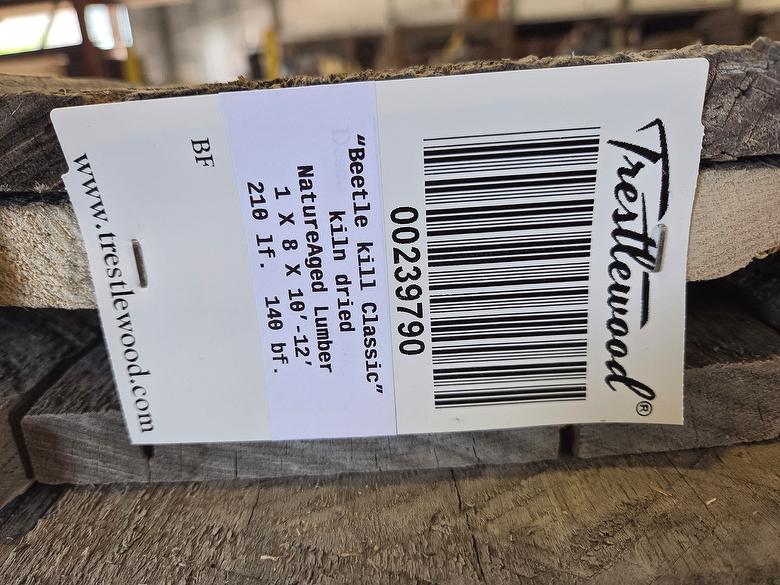 Trestlewood®
00239790
"Beetle kill Classic"
kiln dried
NatureAged Lumber
1 X 8 X 10'-12'
210 lf. 140 bf.
BF
www.trestlewood.com